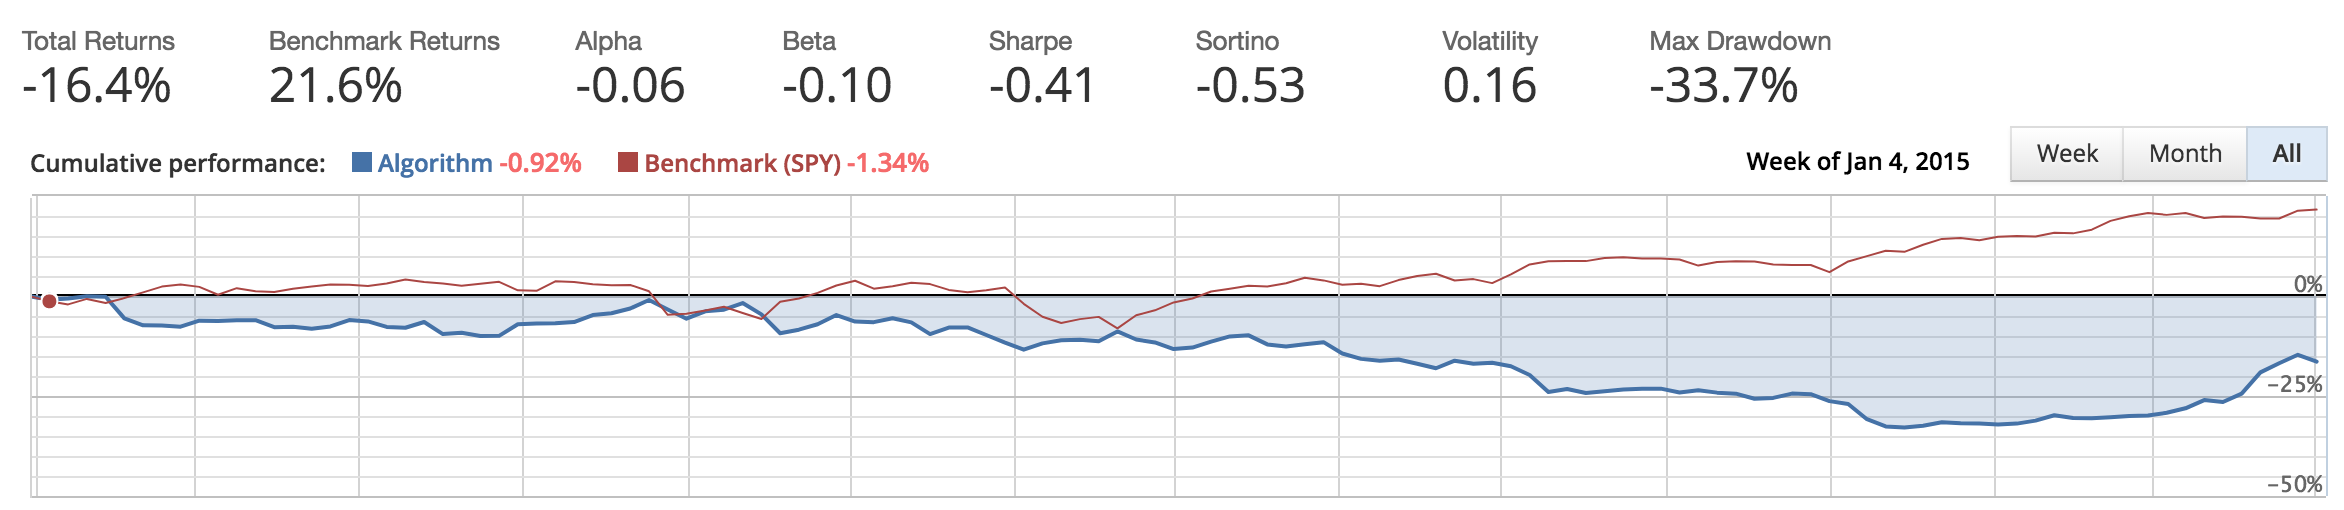 Total Returns Benchmark Returns Alpha Beta Sharpe Sortino Volatility Max Drawdown
-16.4% 21.6% -0.06 -0.10 -0.41 -0.53 0.16 -33.7%
Cumulative performance: Algorithm -0.92% Benchmark (SPY) -1.34% Week of Jan 4, 2015 Week Month All
0%
-25%
-50%